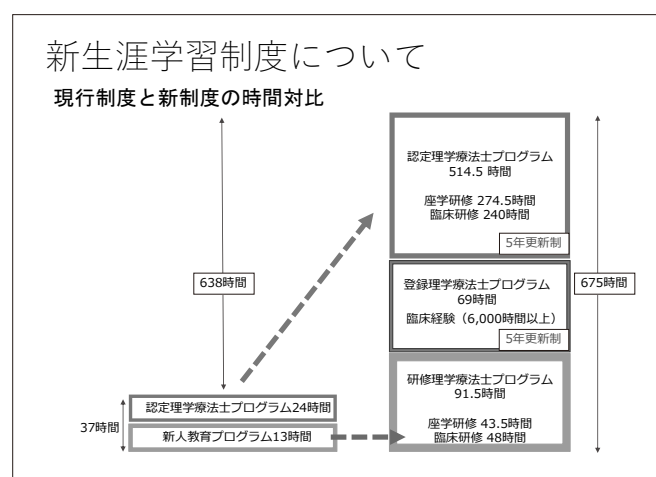 新生涯学習制度について
現行制度と新制度の時間対比
638時間
37時間
認定理学療法士プログラム24時間
新人教育プログラム13時間
認定理学療法士プログラム
514.5 時間
座学研修 274.5時間
臨床研修 240時間
5年更新制
登録理学療法士プログラム
69時間
臨床経験（6,000時間以上）
5年更新制
研修理学療法士プログラム
91.5時間
座学研修 43.5時間
臨床研修 48時間
675時間